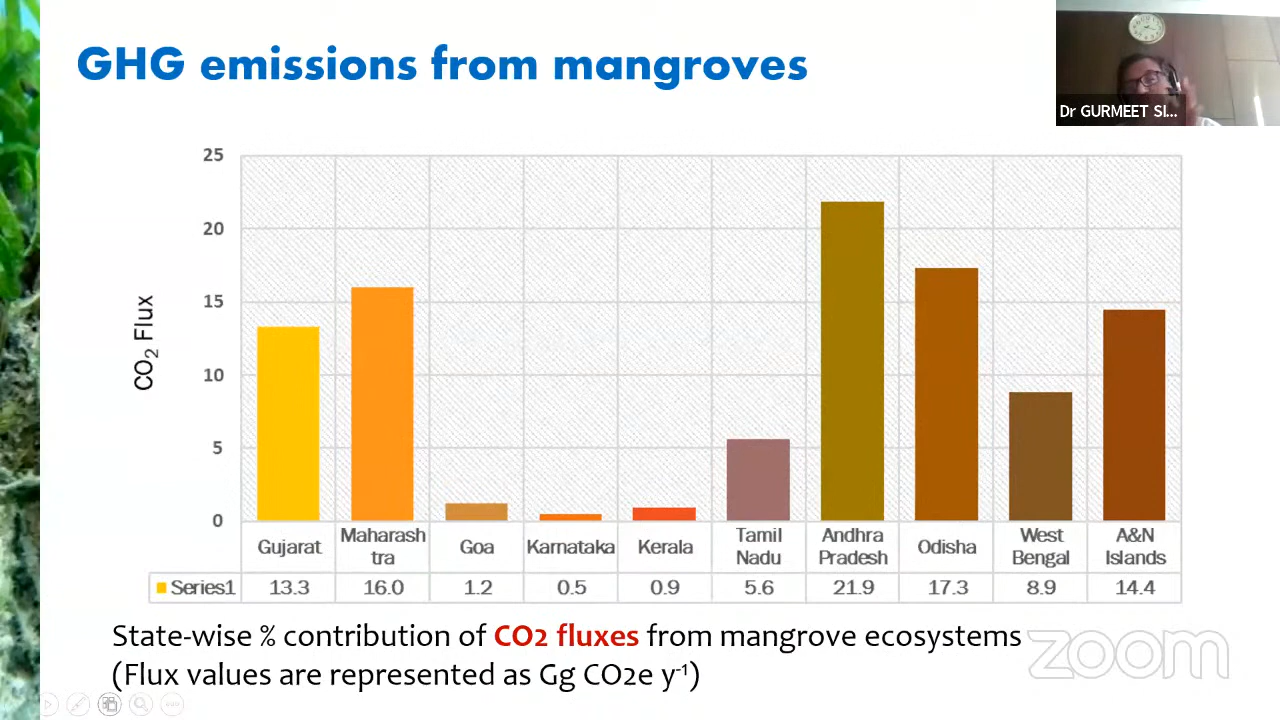 GHG emissions from mangroves
Dr GURMEET SI...
25
20
15
10
5
0
CO2 Flux
Gujarat
Maharash
tra
Goa
Karnataka
Kerala
Tamil
Nadu
Andhra
Pradesh
Odisha
West
Bengal
A&N
Islands
Series1 13.3 16.0 1.2 0.5 0.9 5.6 21.9 17.3 8.9 14.4
State-wise % contribution of CO2 fluxes from mangrove ecosystems
(Flux values are represented as Gg CO2e y⁻¹)
zoom